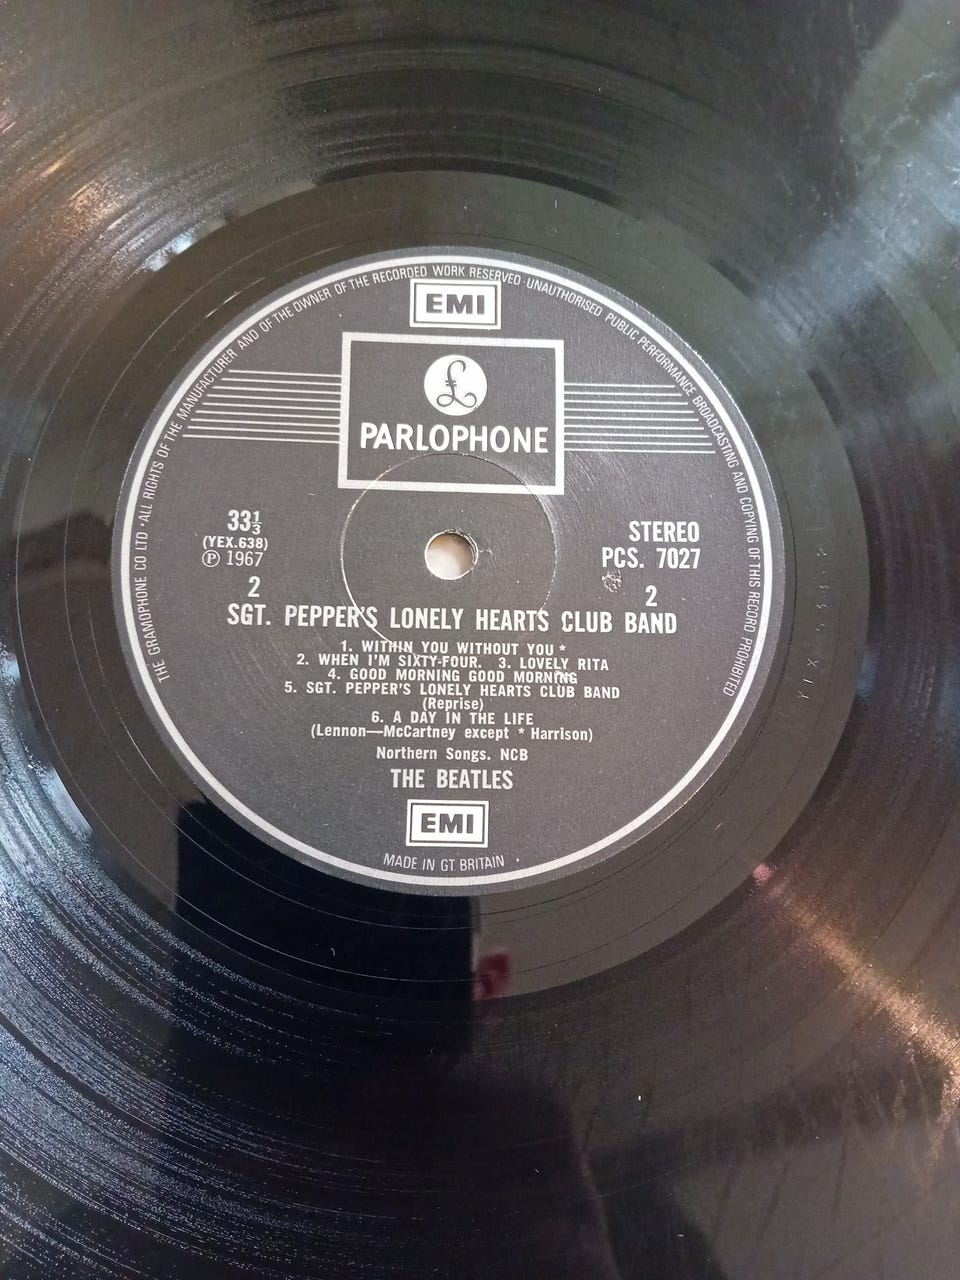 THE GRAMOPHONE CO LTD · ALL RIGHTS OF THE MANUFACTURER AND OF THE OWNER OF THE RECORDED WORK RESERVED · UNAUTHORISED PUBLIC PERFORMANCE BROADCASTING AND COPYING OF THIS RECORD PROHIBITED
EMI
£
PARLOPHONE
33⅓
(YEX.638)
Ⓟ 1967
2
STEREO
PCS. 7027
2
SGT. PEPPER'S LONELY HEARTS CLUB BAND
1. WITHIN YOU WITHOUT YOU *
2. WHEN I'M SIXTY-FOUR. 3. LOVELY RITA
4. GOOD MORNING GOOD MORNING
5. SGT. PEPPER'S LONELY HEARTS CLUB BAND
(Reprise)
6. A DAY IN THE LIFE
(Lennon—McCartney except * Harrison)
Northern Songs. NCB
THE BEATLES
EMI
MADE IN GT BRITAIN